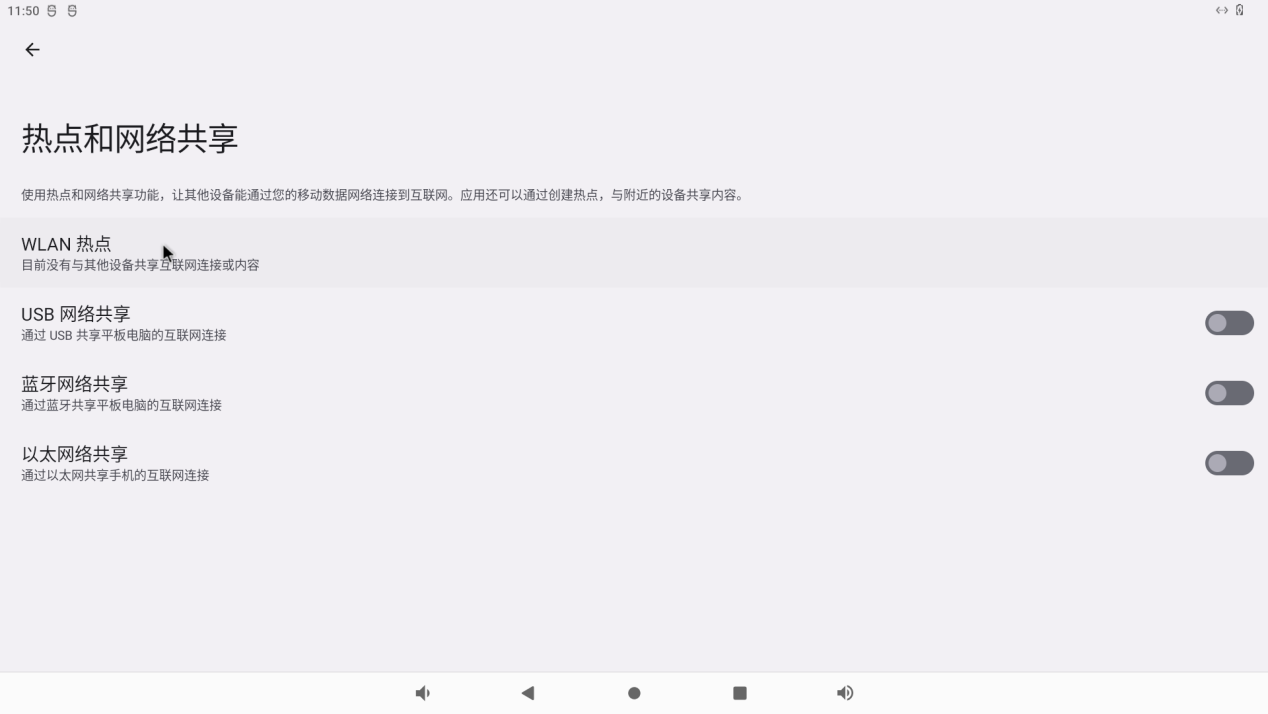 11:50
热点和网络共享
使用热点和网络共享功能，让其他设备能通过您的移动数据网络连接到互联网。应用还可以通过创建热点，与附近的设备共享内容。
WLAN 热点
目前没有与其他设备共享互联网连接或内容
USB 网络共享
通过 USB 共享平板电脑的互联网连接
蓝牙网络共享
通过蓝牙共享平板电脑的互联网连接
以太网络共享
通过以太网共享手机的互联网连接